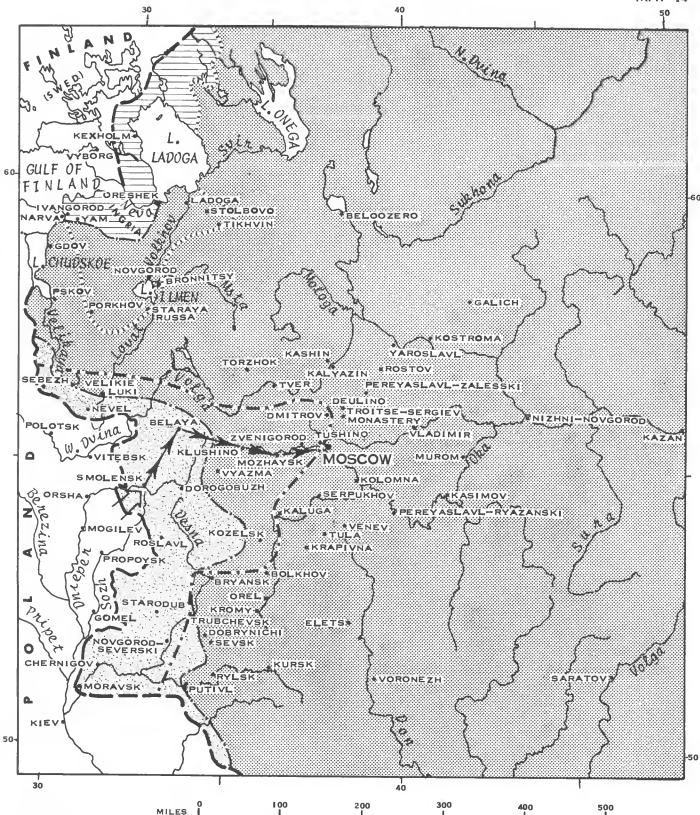 30
40
50
FINLAND
(SWED)
N. Dvina
L. ONEGA
KEXHOLM
L. LADOGA
VYBORG
Svir
60
60
GULF OF FINLAND
Sukhona
ORESHEK
Neva
LADOGA
IVANGOROD
INGRIA
STOLBOVO
BELOOZERO
NARVA
YAM
TIKHVIN
Volkhov
GDOV
L. CHUDSKOE
NOVGOROD
BRONNITSY
Mologa
L. ILMEN
Msta
GALICH
PSKOV
PORKHOV
STARAYA RUSSA
Velikaya
Lovat
KOSTROMA
KASHIN
YAROSLAVL
TORZHOK
KALYAZIN
ROSTOV
SEBEZH
VELIKIE LUKI
Volga
TVER
PEREYASLAVL-ZALESSKI
NEVEL
DEULINO
DMITROV
TROITSE-SERGIEV MONASTERY
NIZHNI-NOVGOROD
POLOTSK
BELAYA
KAZAN
W. Dvina
ZVENIGOROD
TUSHINO
VLADIMIR
KLUSHINO
MOSCOW
VITEBSK
MOZHAYSK
MUROM
Oka
VYAZMA
SMOLENSK
KOLOMNA
DOROGOBUZH
ORSHA
SERPUKHOV
KASIMOV
Berezina
KALUGA
PEREYASLAVL-RYAZANSKI
Sura
MOGILEV
Desna
VENEV
ROSLAVL
KOZELSK
TULA
KRAPIVNA
PROPOYSK
Dnieper
Sozh
BOLKHOV
BRYANSK
Pripet
OREL
STARODUB
KROMY
GOMEL
TRUBCHEVSK
ELETS
DOBRYNICHI
NOVGOROD-SEVERSKI
SEVSK
CHERNIGOV
KURSK
Volga
RYLSK
VORONEZH
SARATOV
MORAVSK
PUTIVL
KIEV
Don
POLAND
50
50
30
40
400
500
MILES 0 100 200 300 400 500